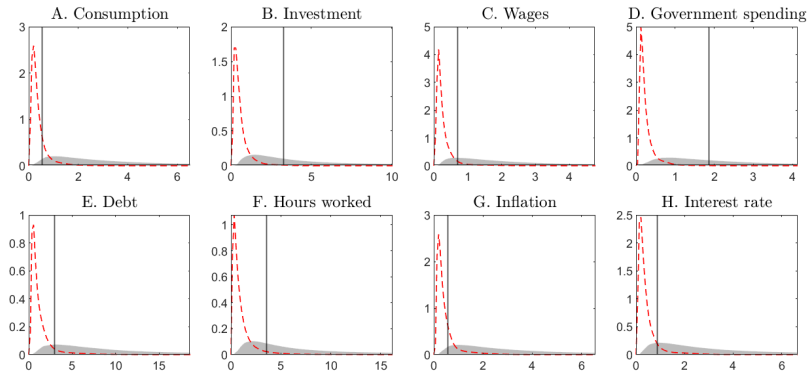 A. Consumption
3
2
1
0
0 2 4 6
B. Investment
2
1.5
1
0.5
0
0 5 10
C. Wages
5
4
3
2
1
0
0 2 4
D. Government spending
5
4
3
2
1
0
0 2 4
E. Debt
1
0.8
0.6
0.4
0.2
0
0 5 10 15
F. Hours worked
1
0.8
0.6
0.4
0.2
0
0 5 10 15
G. Inflation
3
2
1
0
0 2 4 6
H. Interest rate
2.5
2
1.5
1
0.5
0
0 2 4 6